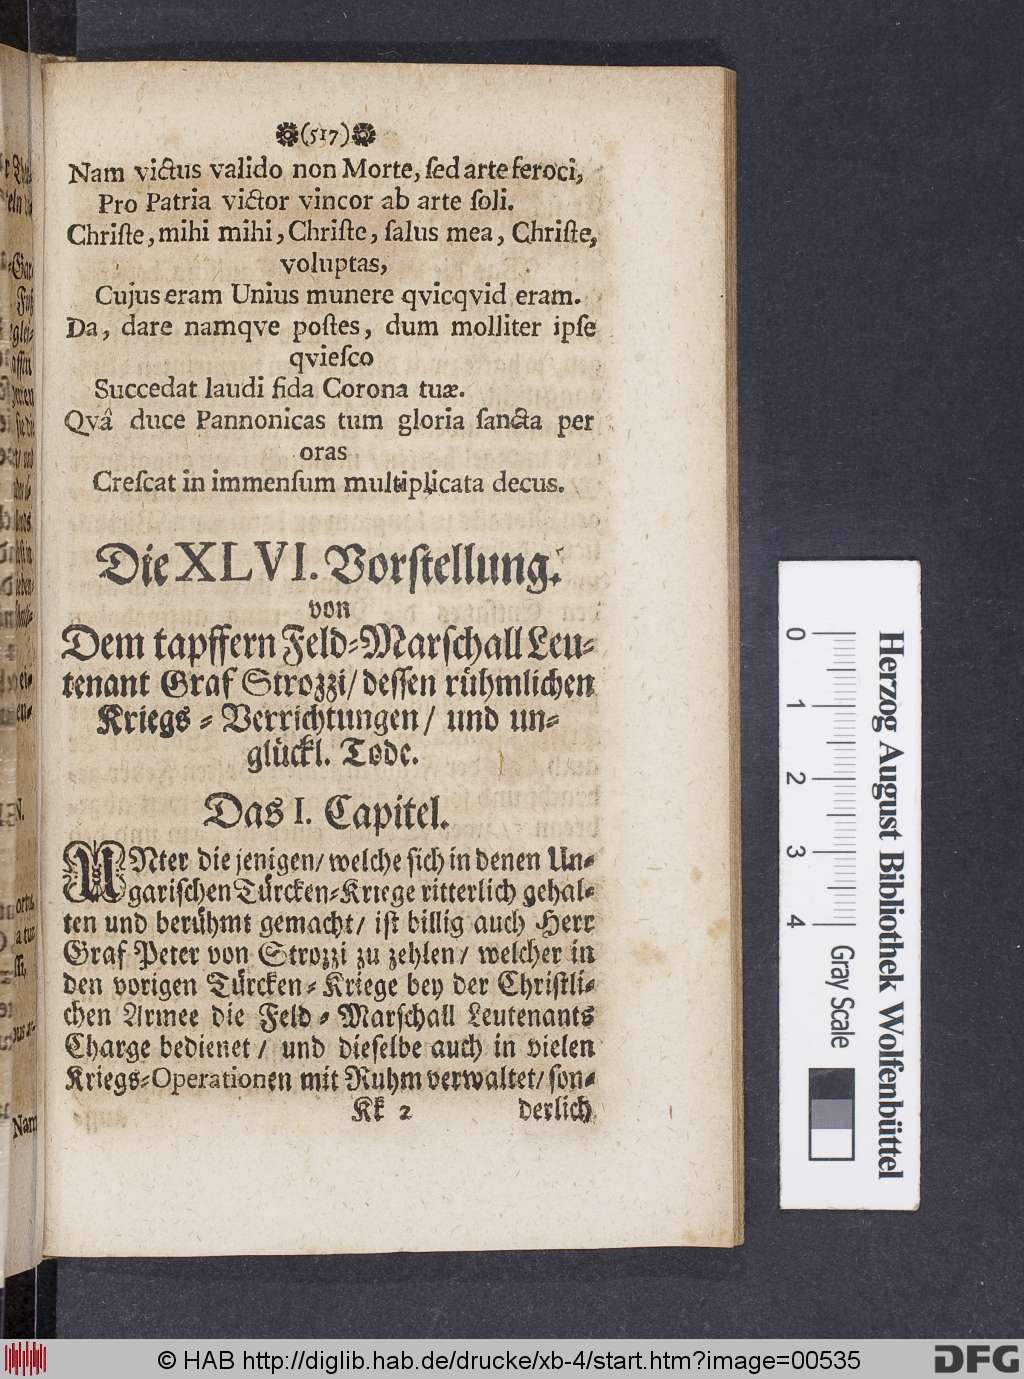 (517)
Nam victus valido non Morte, ſed arte feroci,
Pro Patria victor vincor ab arte ſoli.
Chriſte, mihi mihi, Chriſte, ſalus mea, Chriſte,
voluptas,
Cujus eram Unius munere qvicqvid eram.
Da, dare namqve poſtes, dum molliter ipſe
qvieſco
Succedat laudi fida Corona tuæ.
Qvâ duce Pannonicas tum gloria ſancta per
oras
Creſcat in immenſum multiplicata decus.
Die XLVI. Vorſtellung.
von
Dem tapffern Feld-Marſchall Leu-
tenant Graf Strozzi/ deſſen rühmlichen
Kriegs-Verrichtungen/ und un-
glückl. Tode.
Das I. Capitel.
UNter die jenigen/ welche ſich in denen Un-
gariſchen Türcken-Kriege ritterlich gehal-
ten und berühmt gemacht/ iſt billig auch Herr
Graf Peter von Strozzi zu zehlen/ welcher in
den vorigen Türcken-Kriege bey der Chriſtli-
chen Armee die Feld-Marſchall Leutenants
Charge bedienet/ und dieſelbe auch in vielen
Kriegs-Operationen mit Ruhm verwaltet/ ſon-
Kk 2 derlich
Herzog August Bibliothek Wolfenbüttel
0 1 2 3 4 Gray Scale
© HAB http://diglib.hab.de/drucke/xb-4/start.htm?image=00535
DFG